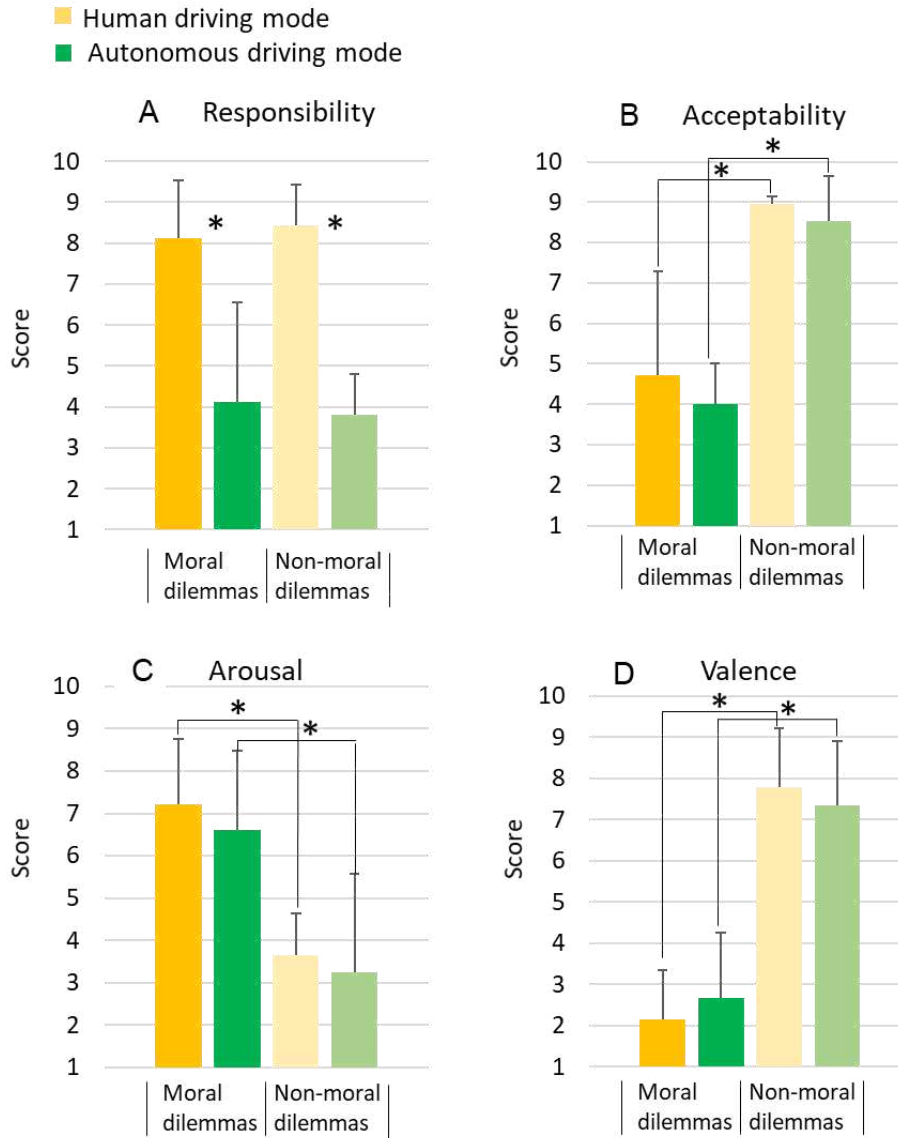 Human driving mode
Autonomous driving mode
A Responsibility
10
9
8
7
6
5
4
3
2
1
Score
* *
Moral dilemmas
Non-moral dilemmas
B Acceptability
10
9
8
7
6
5
4
3
2
1
Score
*
*
Moral dilemmas
Non-moral dilemmas
C Arousal
10
9
8
7
6
5
4
3
2
1
Score
*
*
Moral dilemmas
Non-moral dilemmas
D Valence
10
9
8
7
6
5
4
3
2
1
Score
* *
Moral dilemmas
Non-moral dilemmas